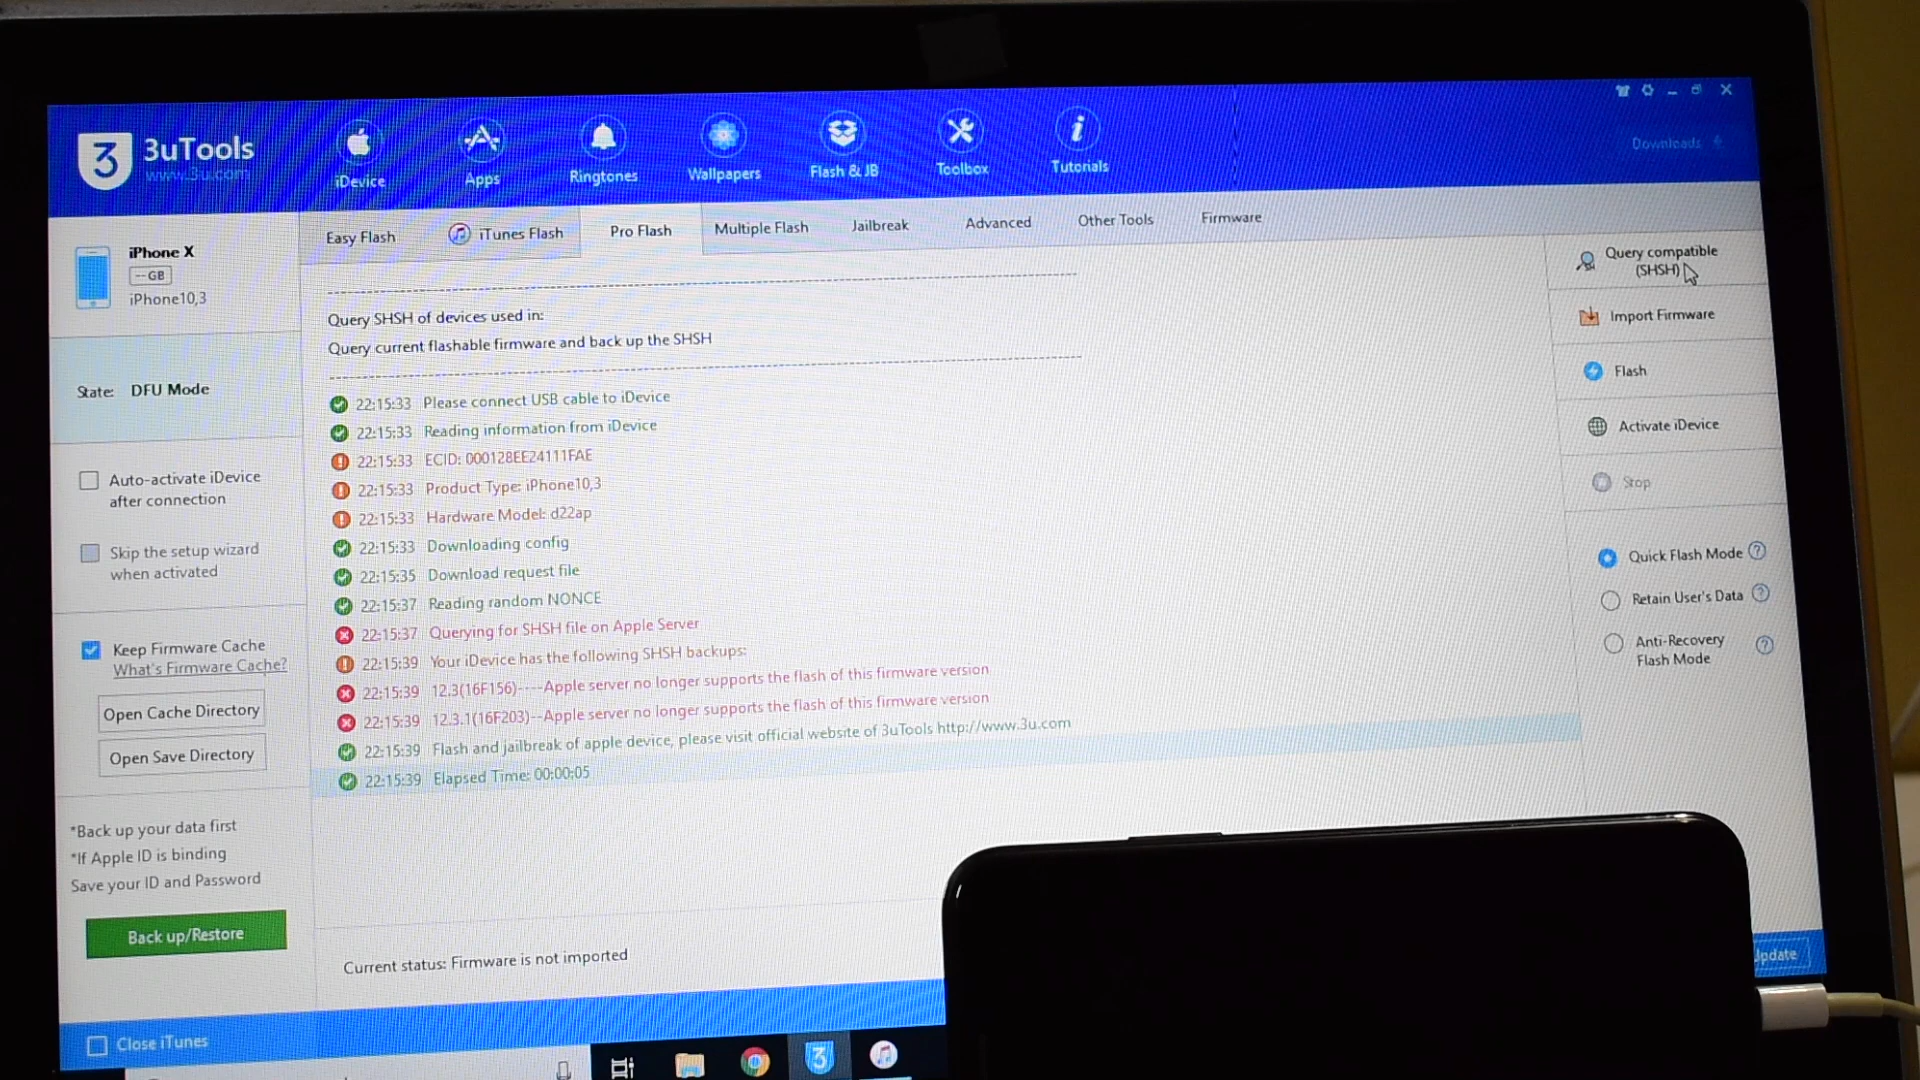 3uTools
www.3u.com
iDevice
Apps
Ringtones
Wallpapers
Flash & JB
Toolbox
Tutorials
Downloads
iPhone X
-- GB
iPhone10,3
State: DFU Mode
Auto-activate iDevice
after connection
Skip the setup wizard
when activated
Keep Firmware Cache
What's Firmware Cache?
Open Cache Directory
Open Save Directory
*Back up your data first
*If Apple ID is binding
Save your ID and Password
Back up/Restore
Close iTunes
Easy Flash
iTunes Flash
Pro Flash
Multiple Flash
Jailbreak
Advanced
Other Tools
Firmware
Query SHSH of devices used in:
Query current flashable firmware and back up the SHSH
22:15:33 Please connect USB cable to iDevice
22:15:33 Reading information from iDevice
22:15:33 ECID: 000128EE24111FAE
22:15:33 Product Type: iPhone10,3
22:15:33 Hardware Model: d22ap
22:15:33 Downloading config
22:15:35 Download request file
22:15:37 Reading random NONCE
22:15:37 Querying for SHSH file on Apple Server
22:15:39 Your iDevice has the following SHSH backups:
22:15:39 12.3(16F156)----Apple server no longer supports the flash of this firmware version
22:15:39 12.3.1(16F203)--Apple server no longer supports the flash of this firmware version
22:15:39 Flash and jailbreak of apple device, please visit official website of 3uTools http://www.3u.com
22:15:39 Elapsed Time: 00:00:05
Current status: Firmware is not imported
Query compatible
(SHSH)
Import Firmware
Flash
Activate iDevice
Stop
Quick Flash Mode
Retain User's Data
Anti-Recovery
Flash Mode
Update